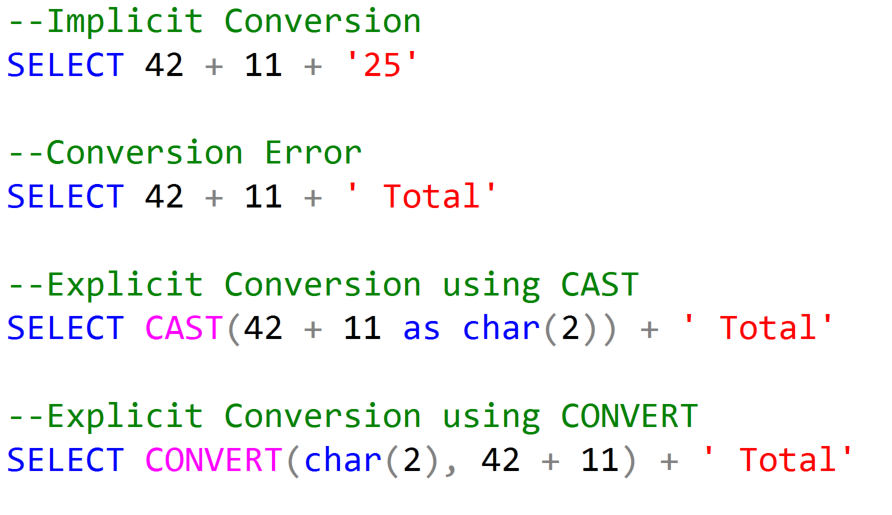 --Implicit Conversion
SELECT 42 + 11 + '25'
--Conversion Error
SELECT 42 + 11 + ' Total'
--Explicit Conversion using CAST
SELECT CAST(42 + 11 as char(2)) + ' Total'
--Explicit Conversion using CONVERT
SELECT CONVERT(char(2), 42 + 11) + ' Total'